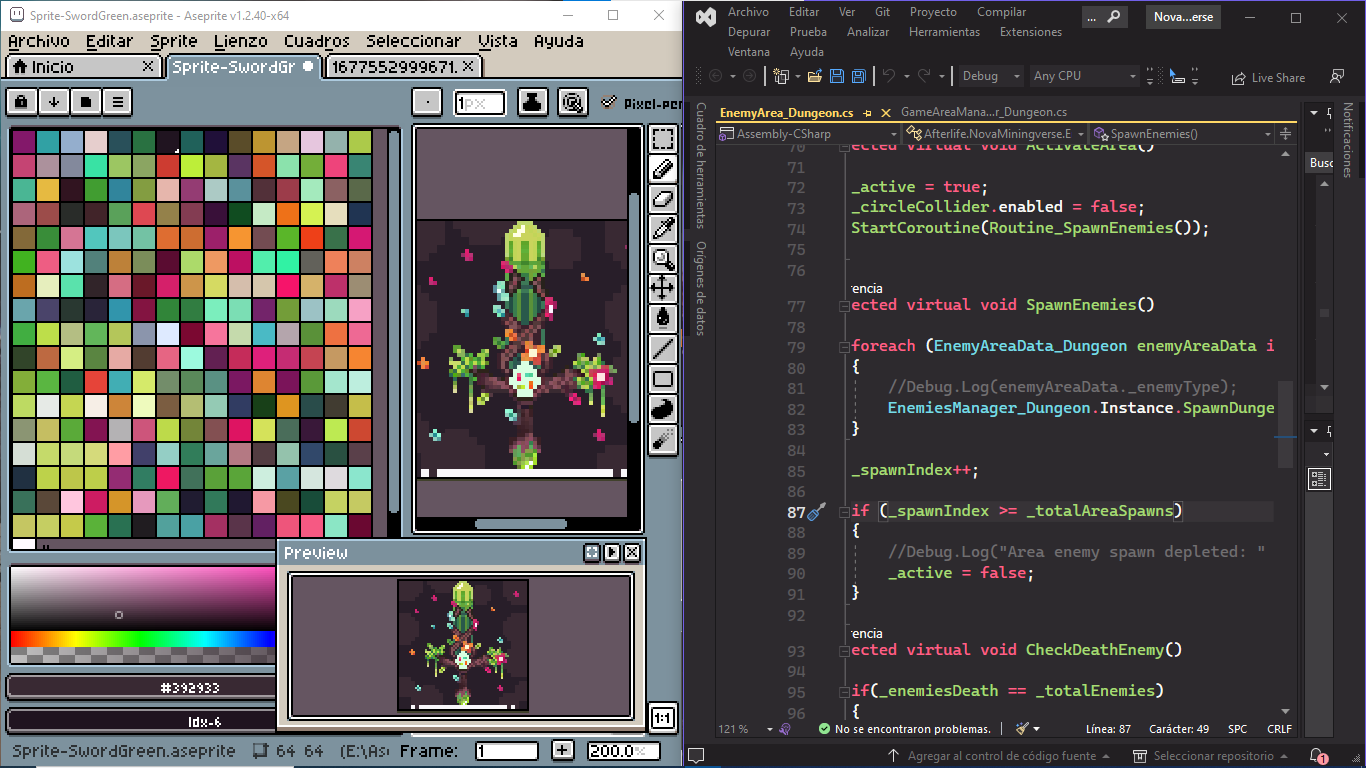 Sprite-SwordGreen.aseprite - Aseprite v1.2.40-x64
Archivo Editar Sprite Lienzo Cuadros Seleccionar Vista Ayuda
Inicio
Sprite-SwordGr
1677552999671.
1px
Pixel-per
Preview
#392933
Idx-6
1:1
Sprite-SwordGreen.aseprite 64 64 (E:\Ase Frame: 1 200.0%
Archivo Editar Ver Git Proyecto Compilar
Depurar Prueba Analizar Herramientas Extensiones
Ventana Ayuda
...
Nova...erse
Debug
Any CPU
Live Share
Cuadro de herramientas
Orígenes de datos
EnemyArea_Dungeon.cs
GameAreaMana...r_Dungeon.cs
Assembly-CSharp
Afterlife.NovaMiningverse.E
SpawnEnemies()
70 ected virtual void ActivateArea()
71
72 _active = true;
73 _circleCollider.enabled = false;
74 StartCoroutine(Routine_SpawnEnemies());
75
76
rencia
77 ected virtual void SpawnEnemies()
78
79 foreach (EnemyAreaData_Dungeon enemyAreaData i
80 {
81 //Debug.Log(enemyAreaData._enemyType);
82 EnemiesManager_Dungeon.Instance.SpawnDunge
83 }
84
85 _spawnIndex++;
86
87 if (_spawnIndex >= _totalAreaSpawns)
88 {
89 //Debug.Log("Area enemy spawn depleted: "
90 _active = false;
91 }
92
rencia
93 ected virtual void CheckDeathEnemy()
94
95 if(_enemiesDeath == _totalEnemies)
96 {
121 %
No se encontraron problemas.
Línea: 87 Carácter: 49 SPC CRLF
Agregar al control de código fuente
Seleccionar repositorio
1
Busc
Notificaciones